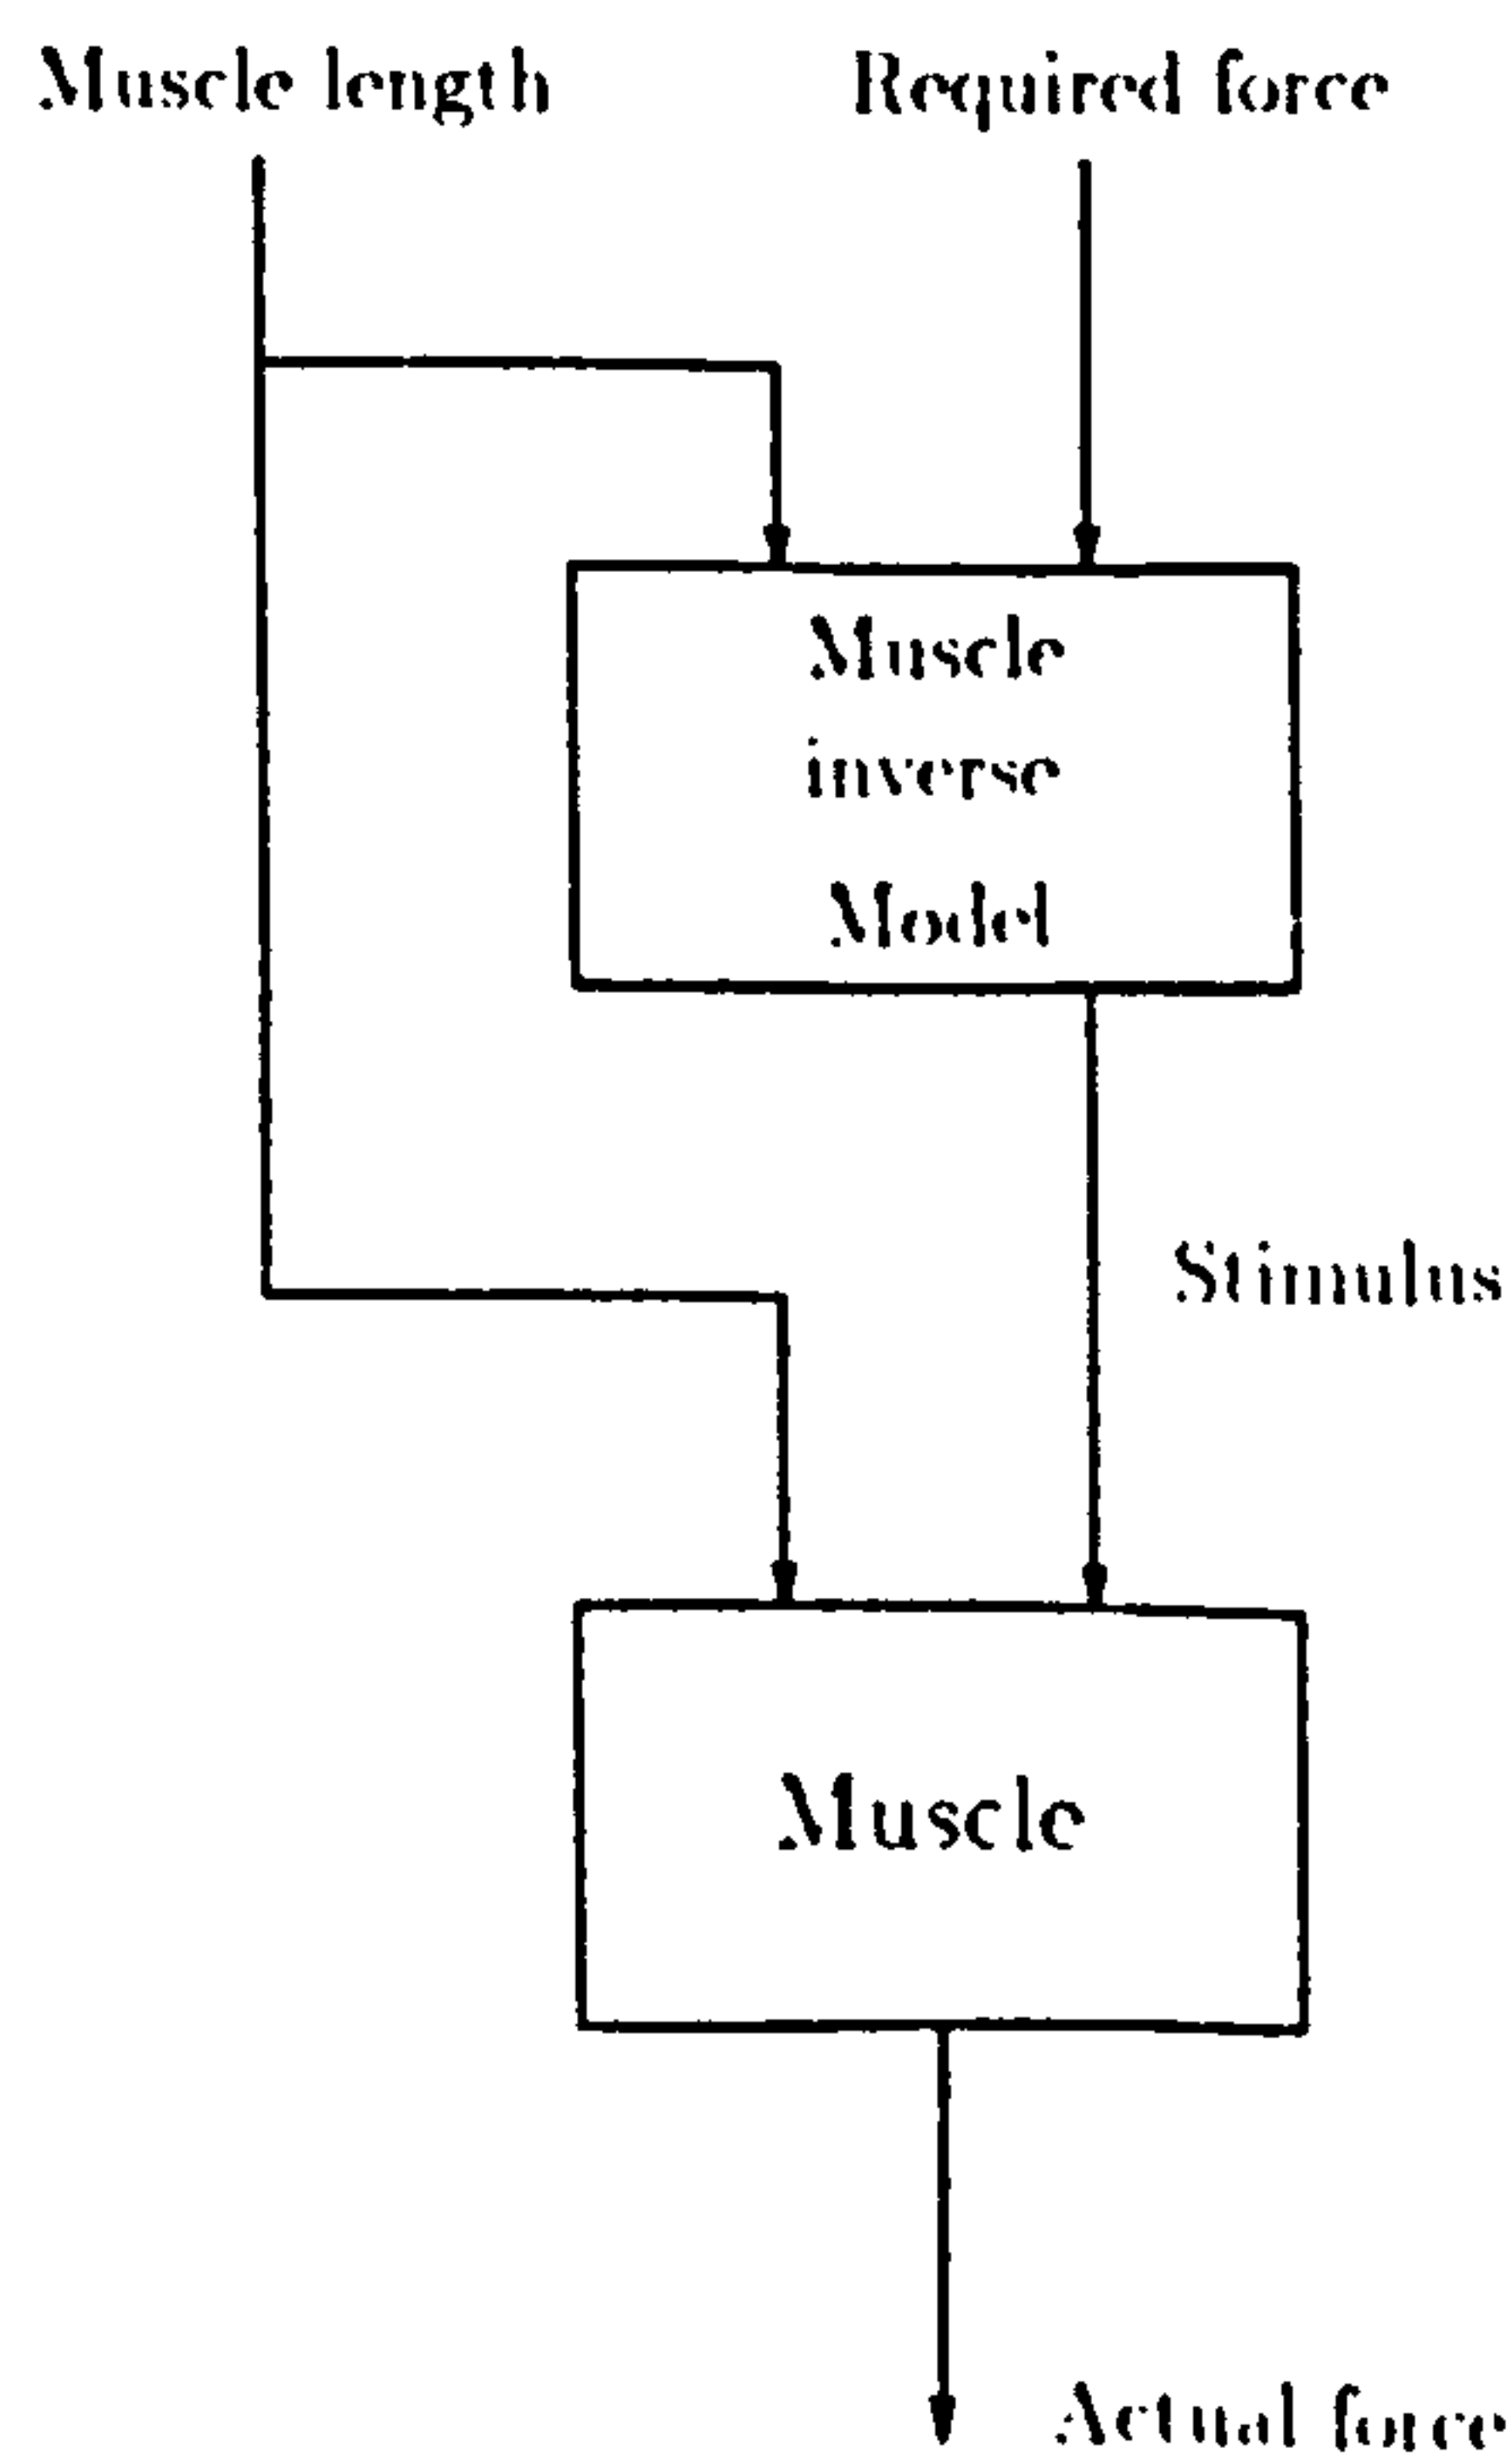 Muscle length
Required force
Muscle
inverse
Model
Stimulus
Muscle
Actual force